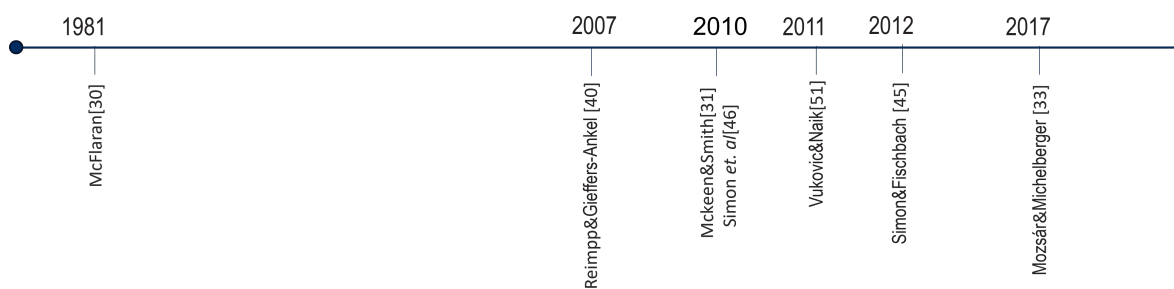 1981
2007
2010
2011
2012
2017
McFlaran[30]
Reimpp&Gieffers-Ankel [40]
Mckeen&Smith[31]
Simon et. al[46]
Vukovic&Naik[51]
Simon&Fischbach [45]
Mozsár&Michelberger [33]